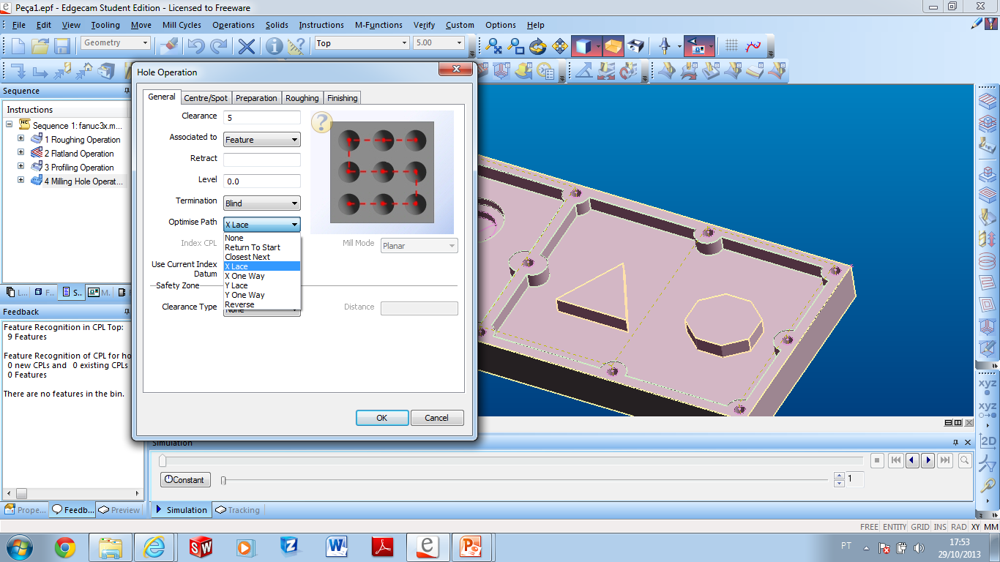 Peça1.epf - Edgecam Student Edition - Licensed to Freeware
File Edit View Tooling Move Mill Cycles Operations Solids Instructions M-Functions Verify Custom Options Help
Geometry Top 5.00
Sequence
Instructions
Sequence 1: fanuc3x.m...
1 Roughing Operation
2 Flatland Operation
3 Profiling Operation
4 Milling Hole Operat...
L... F... S... M...
Feedback
Feature Recognition in CPL Top:
9 Features
Feature Recognition of CPL for ho
0 new CPLs and 0 existing CPLs
0 Features
There are no features in the bin.
Prope... Feedb... Preview
Hole Operation
General Centre/Spot Preparation Roughing Finishing
Clearance 5
Associated to Feature
Retract
Level 0.0
Termination Blind
Optimise Path X Lace
None
Return To Start
Closest Next
X Lace
X One Way
Y Lace
Y One Way
Reverse
Index CPL
Mill Mode Planar
Use Current Index Datum
Safety Zone
Clearance Type None
Distance
OK Cancel
Simulation
Constant 1
Simulation Tracking
xyz
xyz
2D
FREE ENTITY GRID INS RAD XY MM
PT 17:53
29/10/2013